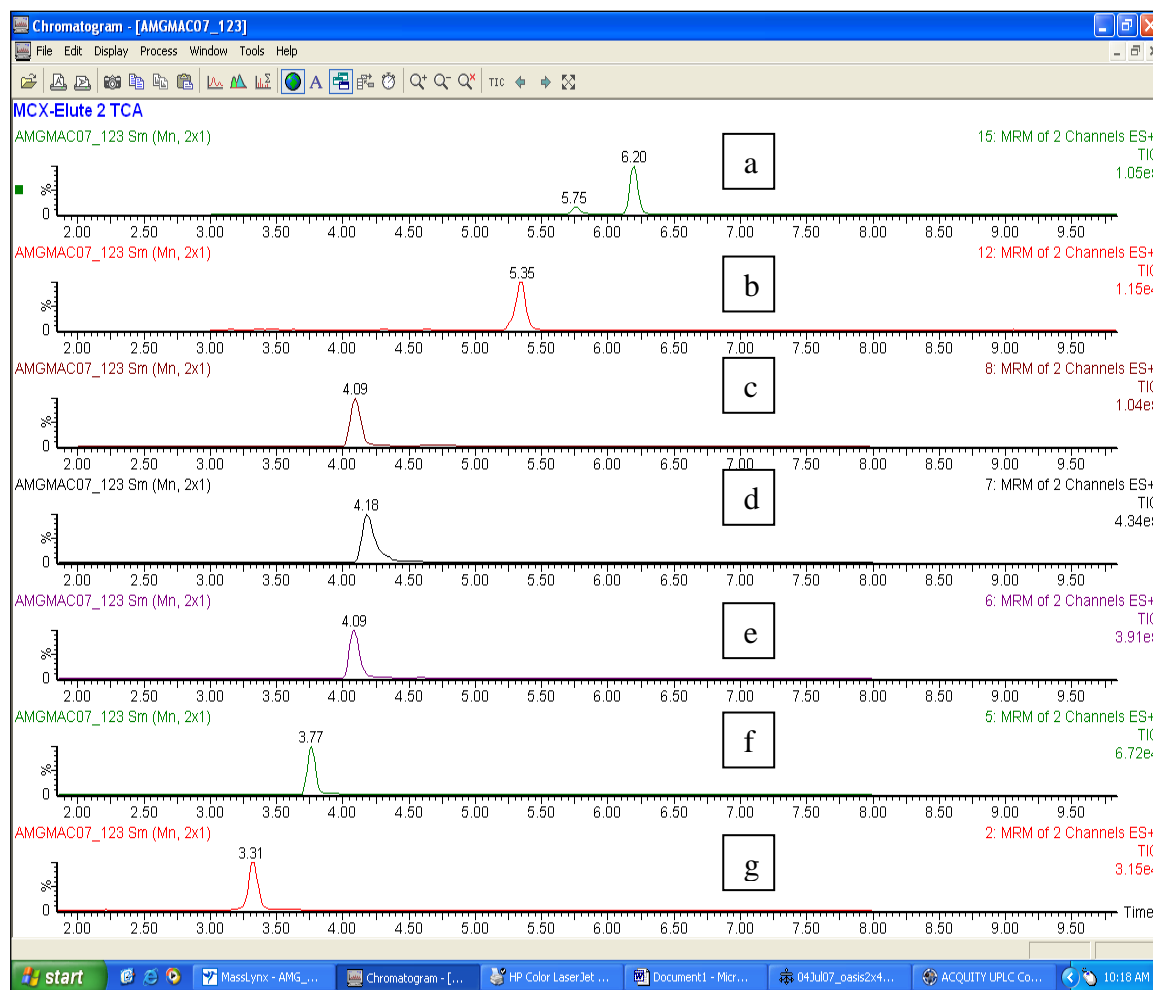 Chromatogram - [AMGMAC07_123]
File Edit Display Process Window Tools Help
TIC
MCX-Elute 2 TCA
AMGMAC07_123 Sm (Mn, 2x1)
15: MRM of 2 Channels ES+
TIC
1.05e5
a
5.75
6.20
%
0
2.00 2.50 3.00 3.50 4.00 4.50 5.00 5.50 6.00 6.50 7.00 7.50 8.00 8.50 9.00 9.50
AMGMAC07_123 Sm (Mn, 2x1)
12: MRM of 2 Channels ES+
TIC
1.15e4
b
5.35
%
0
2.00 2.50 3.00 3.50 4.00 4.50 5.00 5.50 6.00 6.50 7.00 7.50 8.00 8.50 9.00 9.50
AMGMAC07_123 Sm (Mn, 2x1)
8: MRM of 2 Channels ES+
TIC
1.04e5
c
4.09
%
0
2.00 2.50 3.00 3.50 4.00 4.50 5.00 5.50 6.00 6.50 7.00 7.50 8.00 8.50 9.00 9.50
AMGMAC07_123 Sm (Mn, 2x1)
7: MRM of 2 Channels ES+
TIC
4.34e5
d
4.18
%
0
2.00 2.50 3.00 3.50 4.00 4.50 5.00 5.50 6.00 6.50 7.00 7.50 8.00 8.50 9.00 9.50
AMGMAC07_123 Sm (Mn, 2x1)
6: MRM of 2 Channels ES+
TIC
3.91e5
e
4.09
%
0
2.00 2.50 3.00 3.50 4.00 4.50 5.00 5.50 6.00 6.50 7.00 7.50 8.00 8.50 9.00 9.50
AMGMAC07_123 Sm (Mn, 2x1)
5: MRM of 2 Channels ES+
TIC
6.72e4
f
3.77
%
0
2.00 2.50 3.00 3.50 4.00 4.50 5.00 5.50 6.00 6.50 7.00 7.50 8.00 8.50 9.00 9.50
AMGMAC07_123 Sm (Mn, 2x1)
2: MRM of 2 Channels ES+
TIC
3.15e4
g
3.31
%
0
Time
2.00 2.50 3.00 3.50 4.00 4.50 5.00 5.50 6.00 6.50 7.00 7.50 8.00 8.50 9.00 9.50
start MassLynx - AMG_... Chromatogram - [... HP Color LaserJet ... Document1 - Micr... 04Jul07_oasis2x4... ACQUITY UPLC Co... 10:18 AM